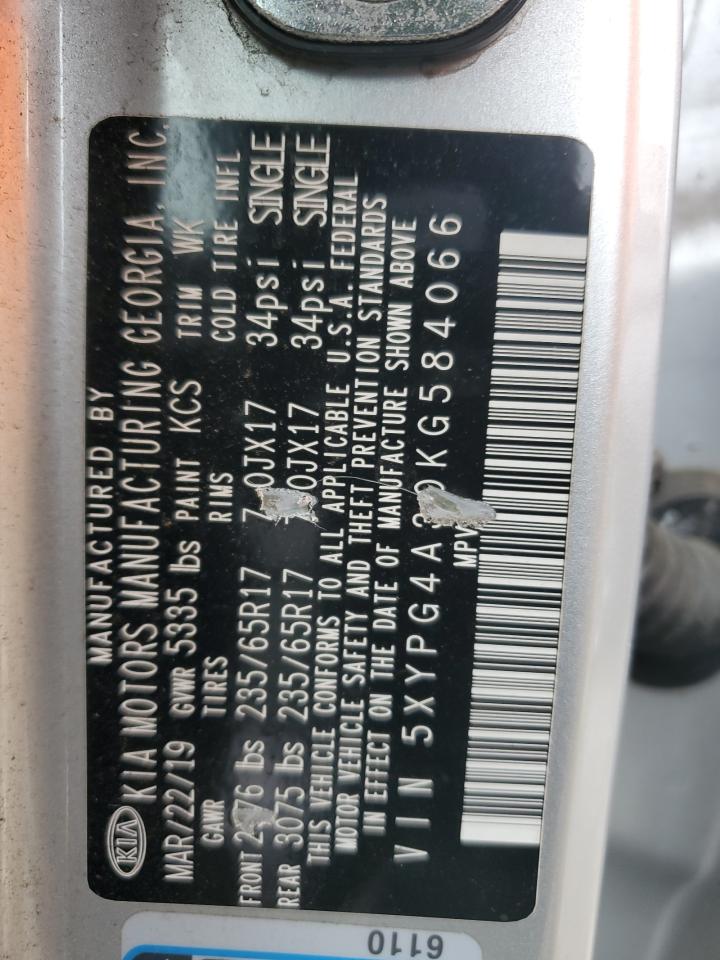 MANUFACTURED BY
KIA KIA MOTORS MANUFACTURING GEORGIA, INC.
MAR/22/19 GVWR 5335 lbs PAINT KCS TRIM WK
GAWR TIRES RIMS COLD TIRE INFL
FRONT lbs 235/65R17 34psi SINGLE
REAR 3075 lbs 235/65R17 34psi SINGLE
THIS VEHICLE CONFORMS TO ALL APPLICABLE U.S.A. FEDERAL
MOTOR VEHICLE SAFETY AND THEFT PREVENTION STANDARDS
IN EFFECT ON THE DATE OF MANUFACTURE SHOWN ABOVE
VIN
MPV
6110